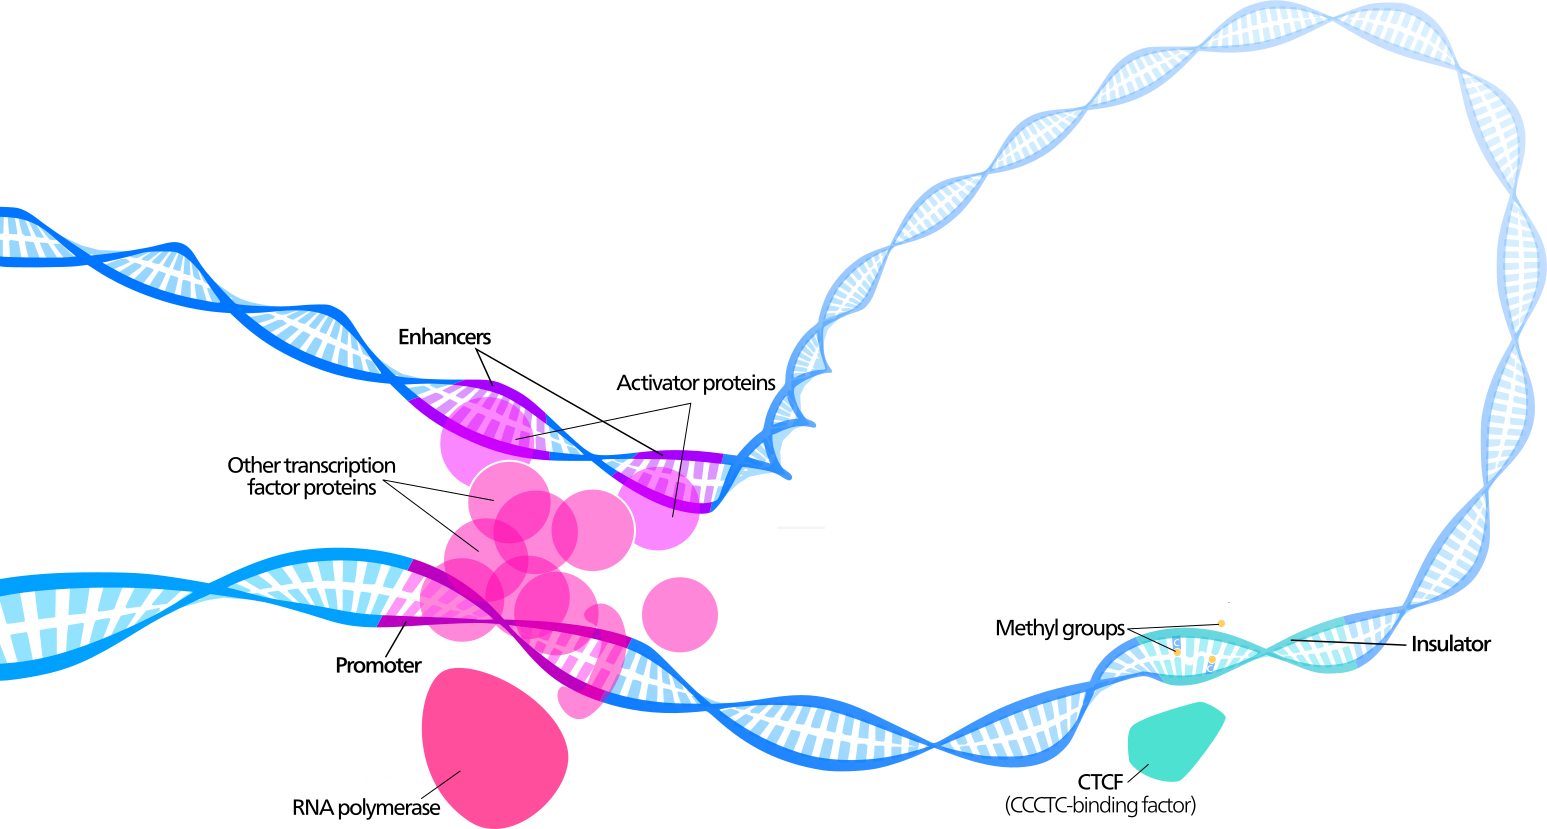 Enhancers
Activator proteins
Other transcription
factor proteins
Methyl groups
Insulator
Promoter
CTCF
(CCCTC-binding factor)
RNA polymerase